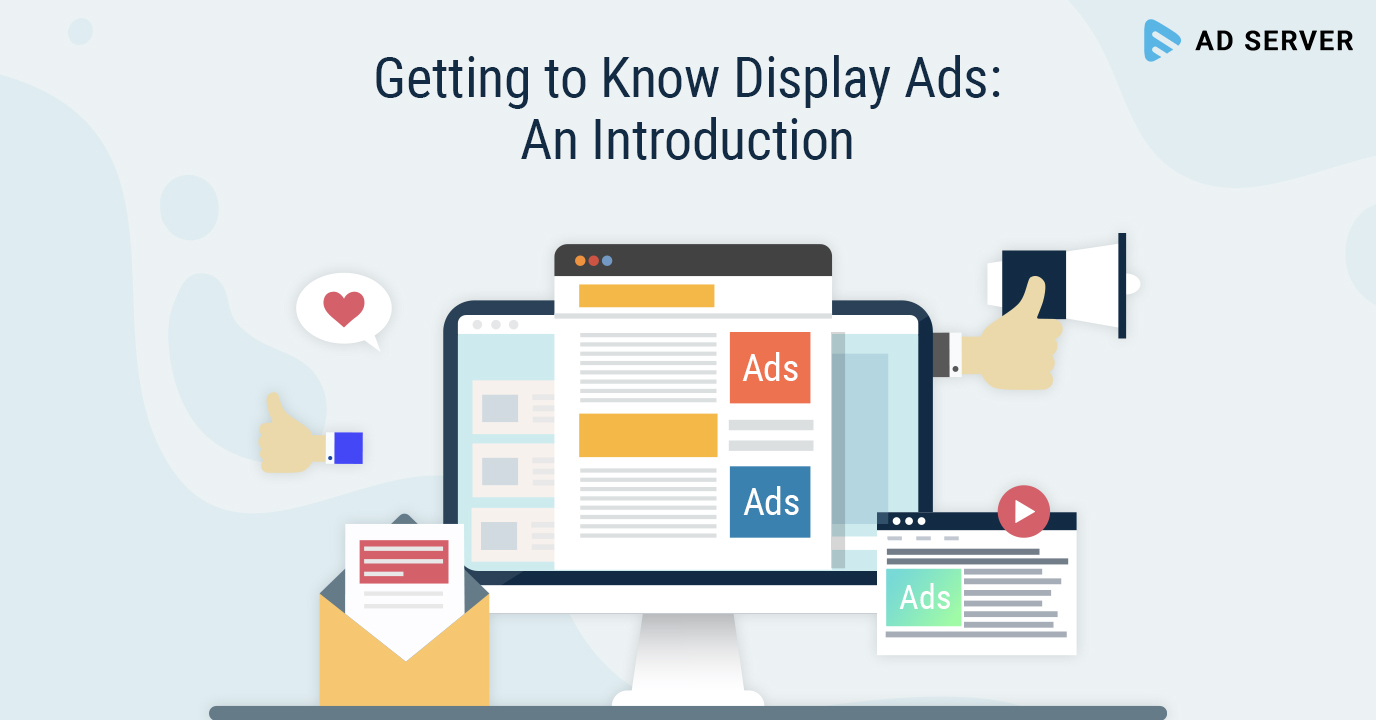 AD SERVER
Getting to Know Display Ads:
An Introduction
Ads
Ads
Ads